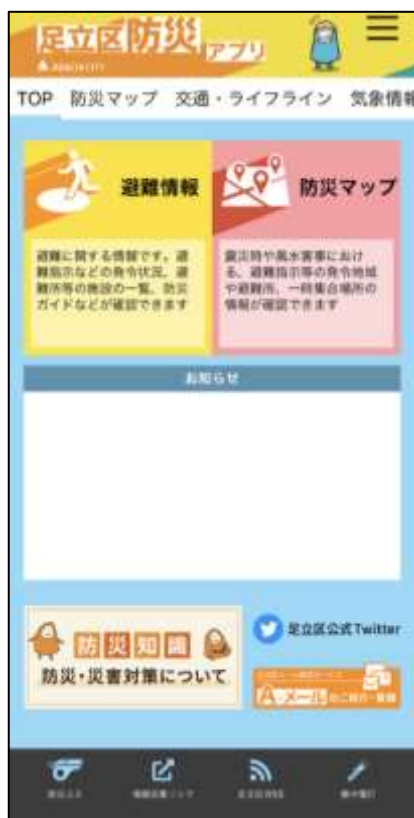 足立区防災アプリ
ADACHI CITY
TOP 防災マップ 交通・ライフライン 気象情報
避難情報
避難に関する情報です。避
難指示などの発令状況、避
難所等の施設の一覧、防災
ガイドなどが確認できます
防災マップ
震災時や風水害事におけ
る、避難指示等の発令地域
や避難所、一時集合場所の
情報が確認できます
お知らせ
防災知識
防災・災害対策について
足立区公式Twitter
A-メール